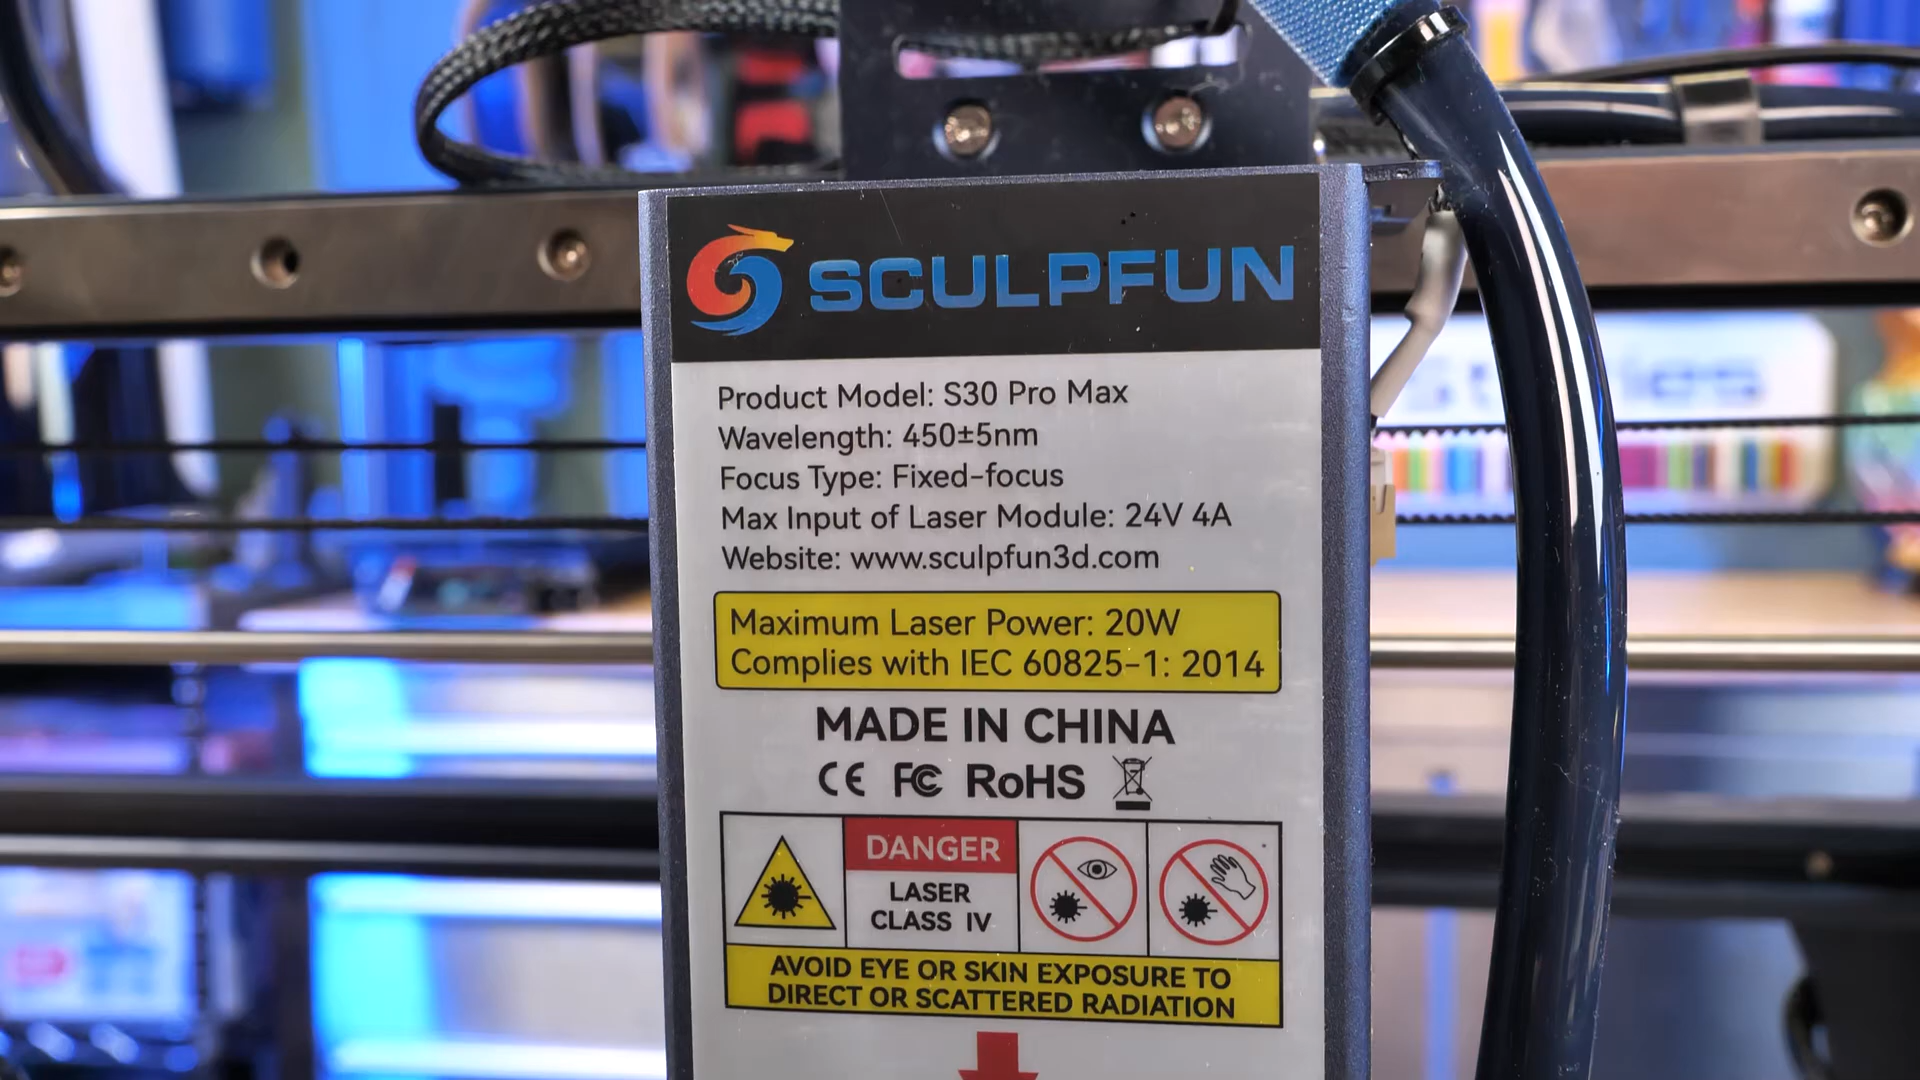 SCULPFUN
Product Model: S30 Pro Max
Wavelength: 450±5nm
Focus Type: Fixed-focus
Max Input of Laser Module: 24V 4A
Website: www.sculpfun3d.com
Maximum Laser Power: 20W
Complies with IEC 60825-1: 2014
MADE IN CHINA
CE FC RoHS
DANGER
LASER
CLASS IV
AVOID EYE OR SKIN EXPOSURE TO
DIRECT OR SCATTERED RADIATION